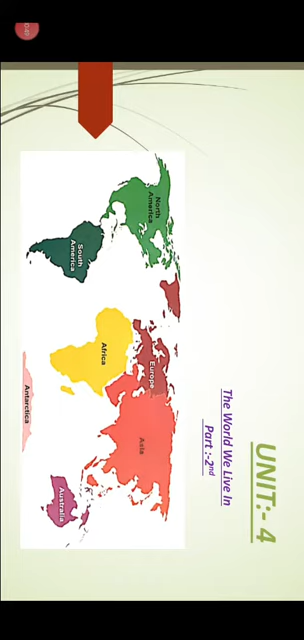 UNIT:- 4
The World We Live In
Part :-2nd
North
America
Europe
Asia
Africa
South
America
Australia
Antarctica